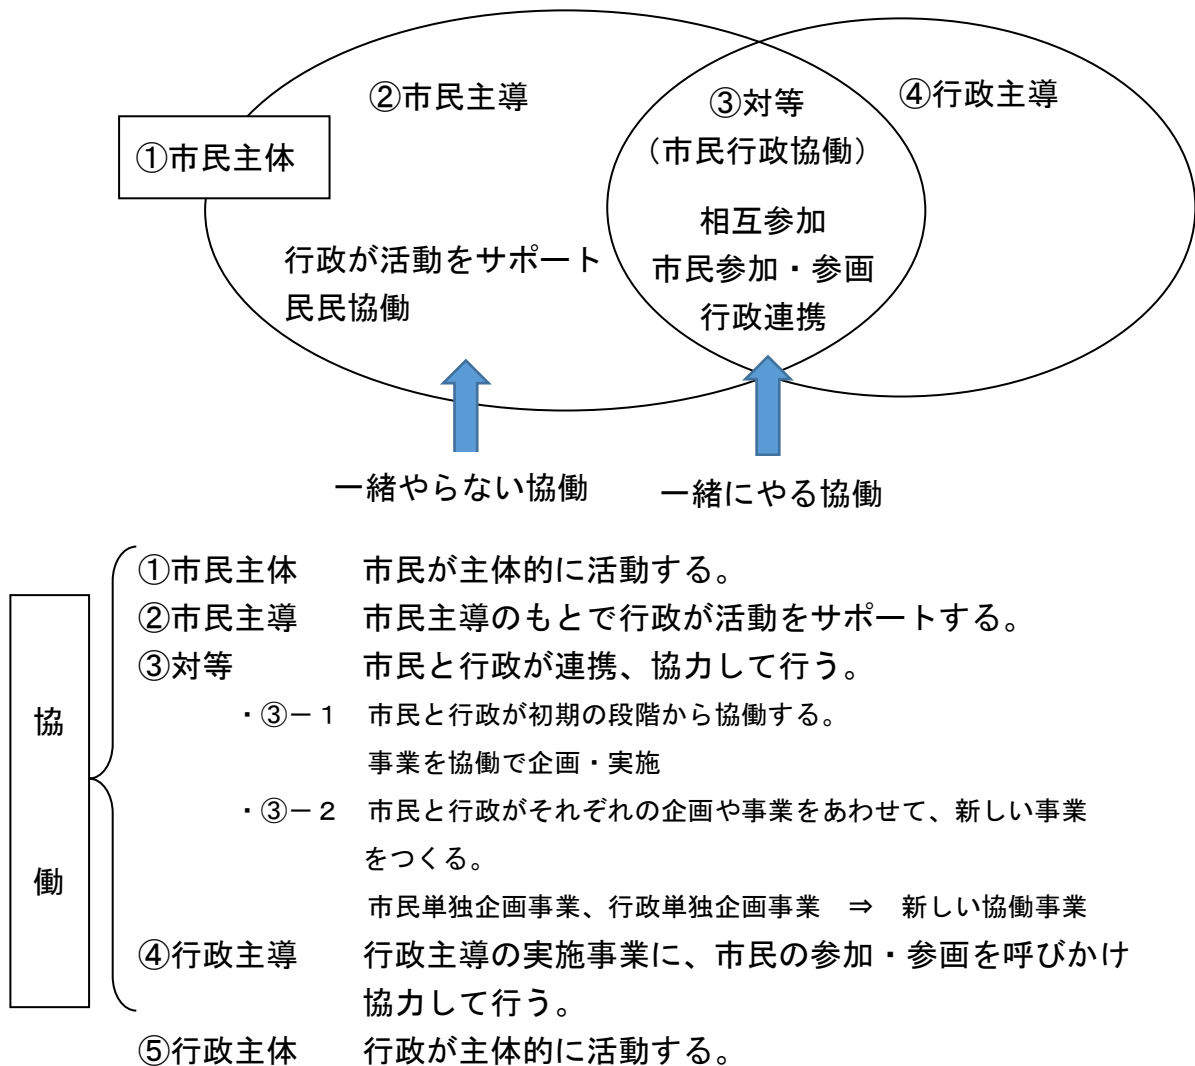 ②市民主導
③対等
④行政主導
①市民主体
（市民行政協働）
相互参加
行政が活動をサポート
市民参加・参画
民民協働
行政連携
一緒やらない協働
一緒にやる協働
協働
①市民主体　市民が主体的に活動する。
②市民主導　市民主導のもとで行政が活動をサポートする。
③対等　市民と行政が連携、協力して行う。
・③－１　市民と行政が初期の段階から協働する。
事業を協働で企画・実施
・③－２　市民と行政がそれぞれの企画や事業をあわせて、新しい事業
をつくる。
市民単独企画事業、行政単独企画事業　⇒　新しい協働事業
④行政主導　行政主導の実施事業に、市民の参加・参画を呼びかけ
協力して行う。
⑤行政主体　行政が主体的に活動する。